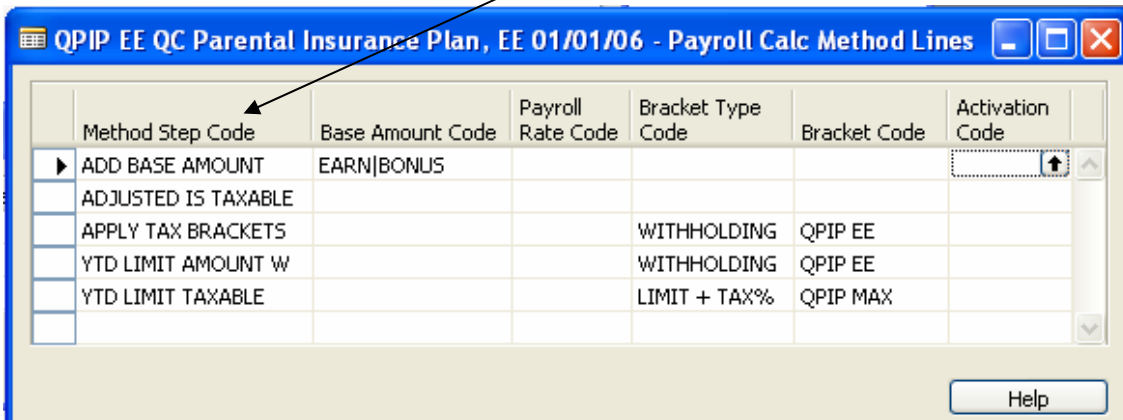 QPIP EE QC Parental Insurance Plan, EE 01/01/06 - Payroll Calc Method Lines
Method Step Code Base Amount Code Payroll Rate Code Bracket Type Code Bracket Code Activation Code
ADD BASE AMOUNT EARN|BONUS
ADJUSTED IS TAXABLE
APPLY TAX BRACKETS WITHHOLDING QPIP EE
YTD LIMIT AMOUNT W WITHHOLDING QPIP EE
YTD LIMIT TAXABLE LIMIT + TAX% QPIP MAX
Help